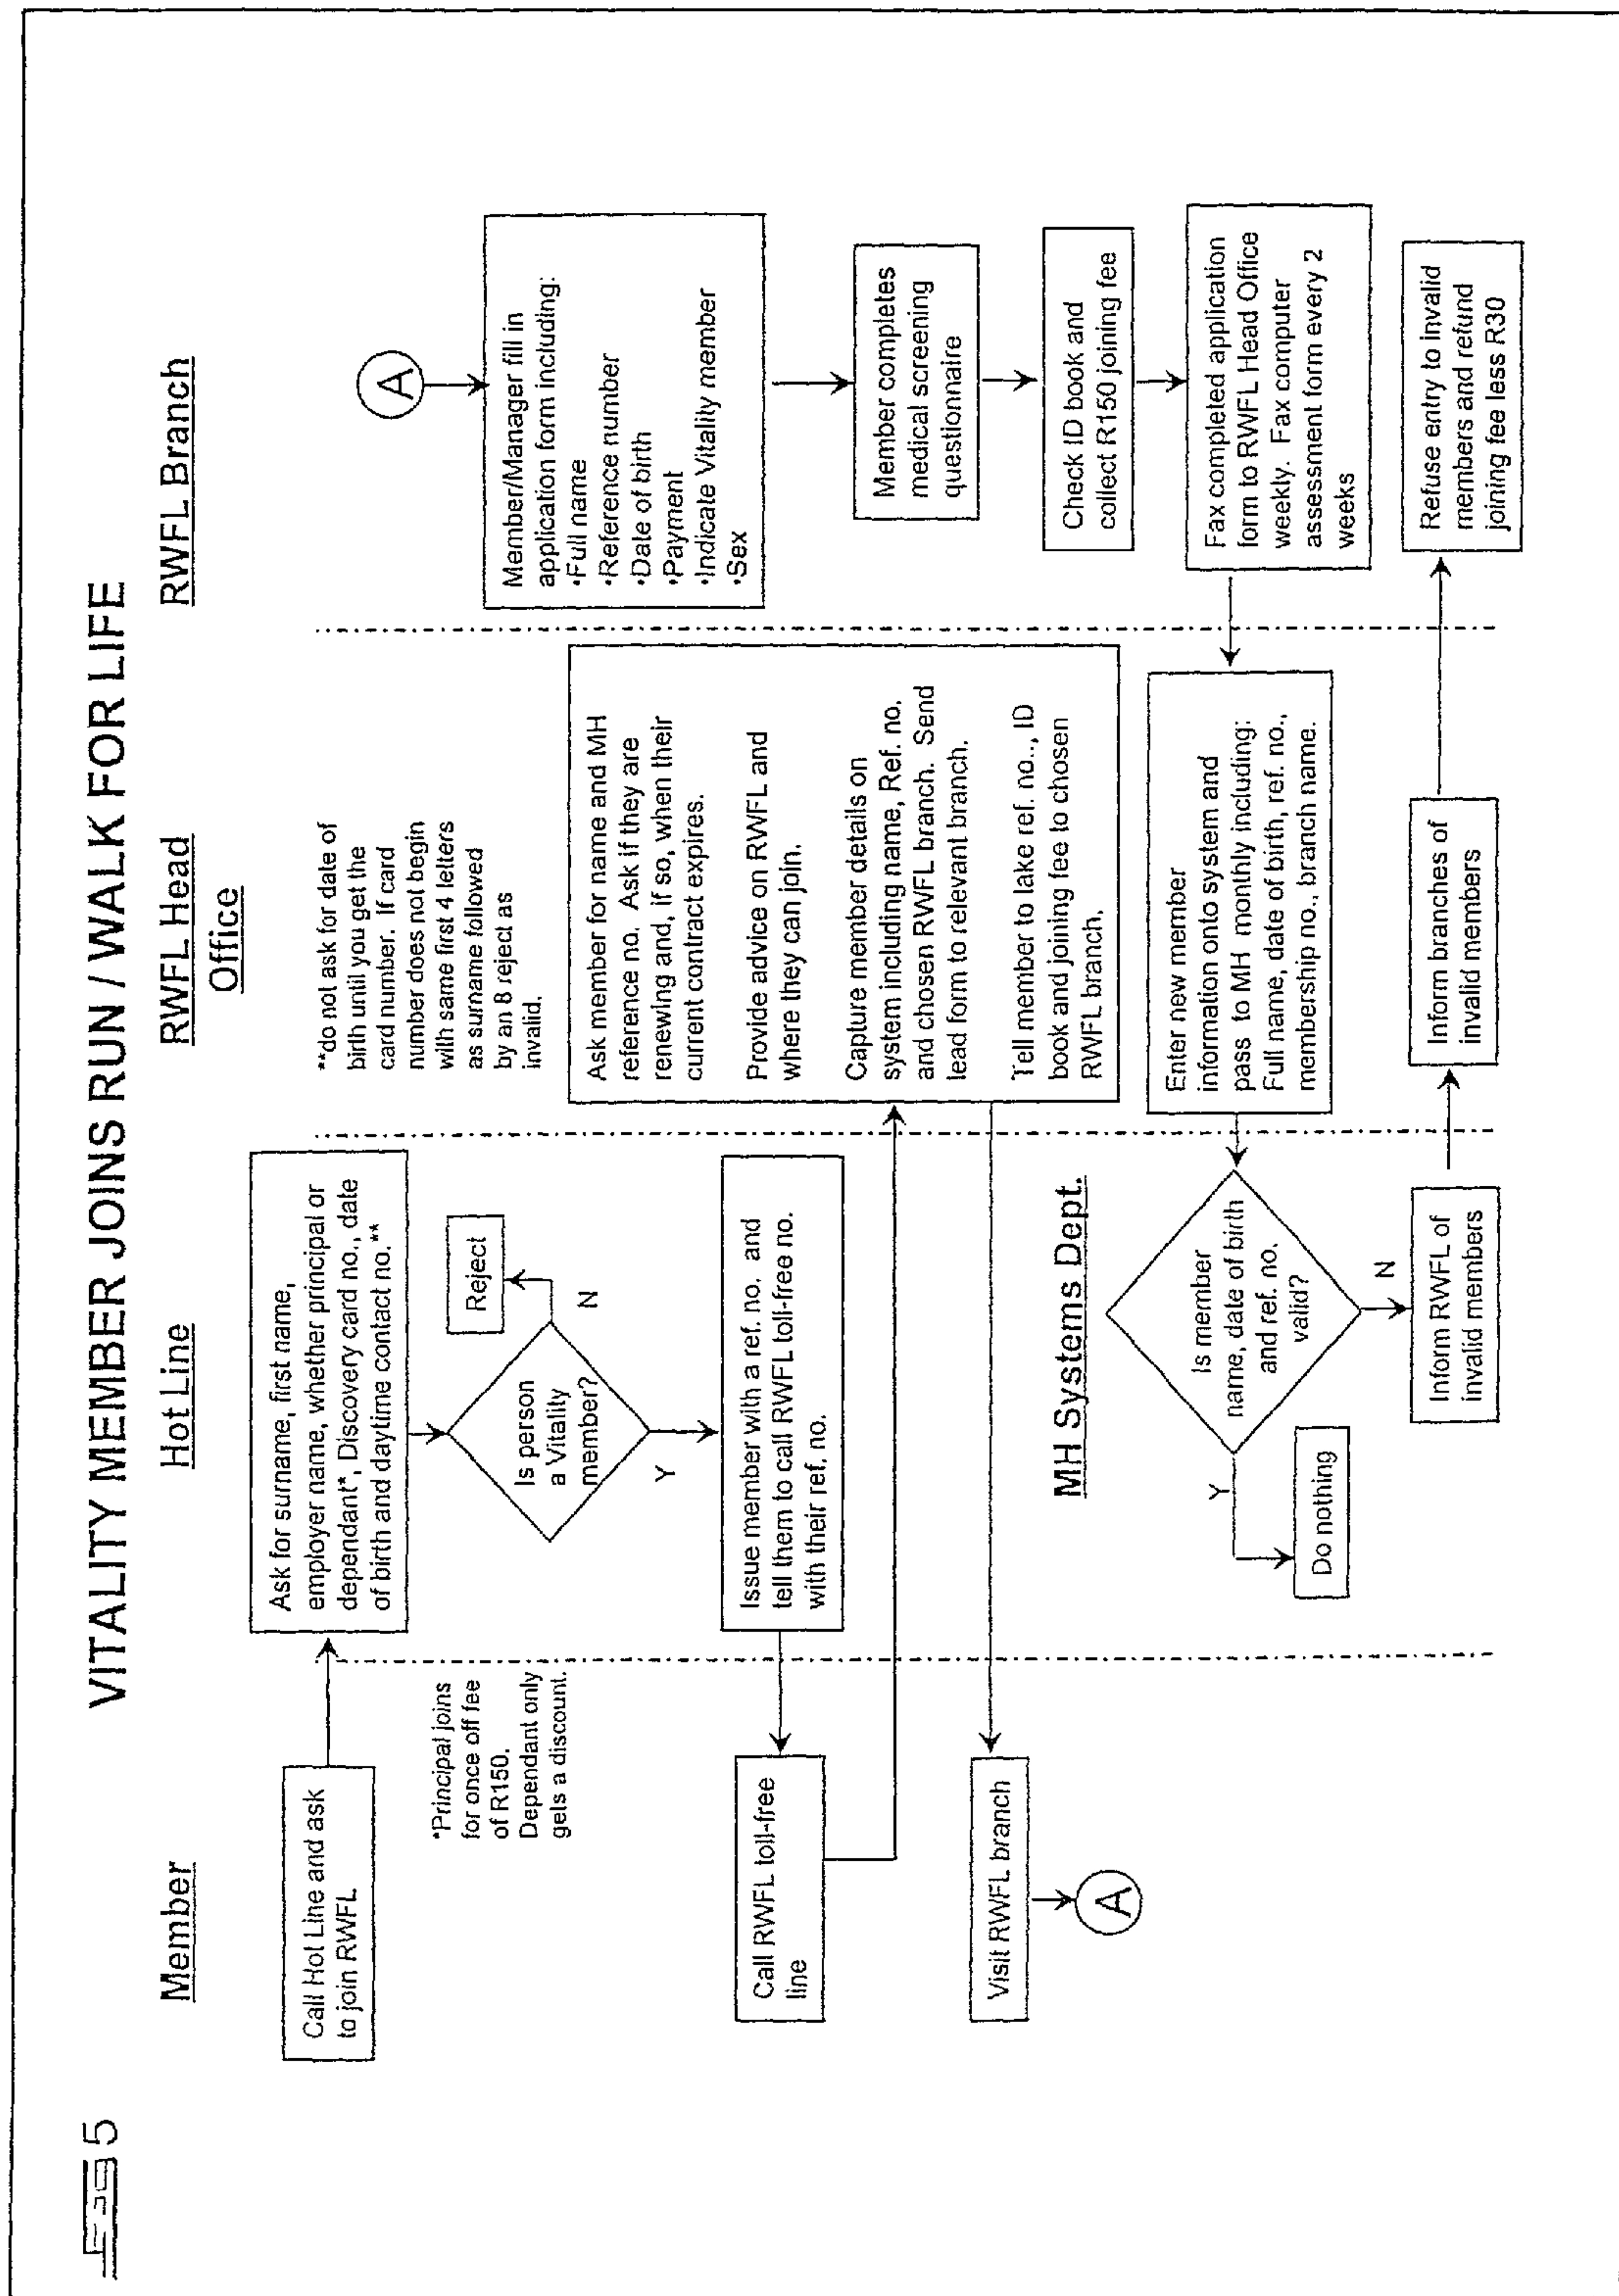 5
VITALITY MEMBER JOINS RUN / WALK FOR LIFE
Member
Hot Line
RWFL Head
Office
RWFL Branch
Call Hot Line and ask
to join RWFL
Ask for surname, first name,
employer name, whether principal or
dependant*, Discovery card no., date
of birth and daytime contact no.**
**do not ask for date of
birth until you get the
card number. If card
number does not begin
with same first 4 letters
as surname followed
by an 8 reject as
invalid.
*Principal joins
for once off fee
of R150.
Dependant only
gets a discount.
Is person
a Vitality
member?
N
Reject
Y
Issue member with a ref. no. and
tell them to call RWFL toll-free no.
with their ref. no.
Call RWFL toll-free
line
Ask member for name and MH
reference no. Ask if they are
renewing and, if so, when their
current contract expires.
Provide advice on RWFL and
where they can join.
Capture member details on
system including name, Ref. no.
and chosen RWFL branch. Send
lead form to relevant branch.
Tell member to take ref. no.., ID
book and joining fee to chosen
RWFL branch.
Visit RWFL branch
A
A
Member/Manager fill in
application form including:
•Full name
•Reference number
•Date of birth
•Payment
•Indicate Vitality member
•Sex
Member completes
medical screening
questionnaire
Check ID book and
collect R150 joining fee
Fax completed application
form to RWFL Head Office
weekly. Fax computer
assessment form every 2
weeks
Enter new member
information onto system and
pass to MH monthly including:
Full name, date of birth, ref. no.,
membership no., branch name.
MH Systems Dept.
Is member
name, date of birth
and ref. no.
valid?
Y
Do nothing
N
Inform RWFL of
invalid members
Inform branches of
invalid members
Refuse entry to invalid
members and refund
joining fee less R30